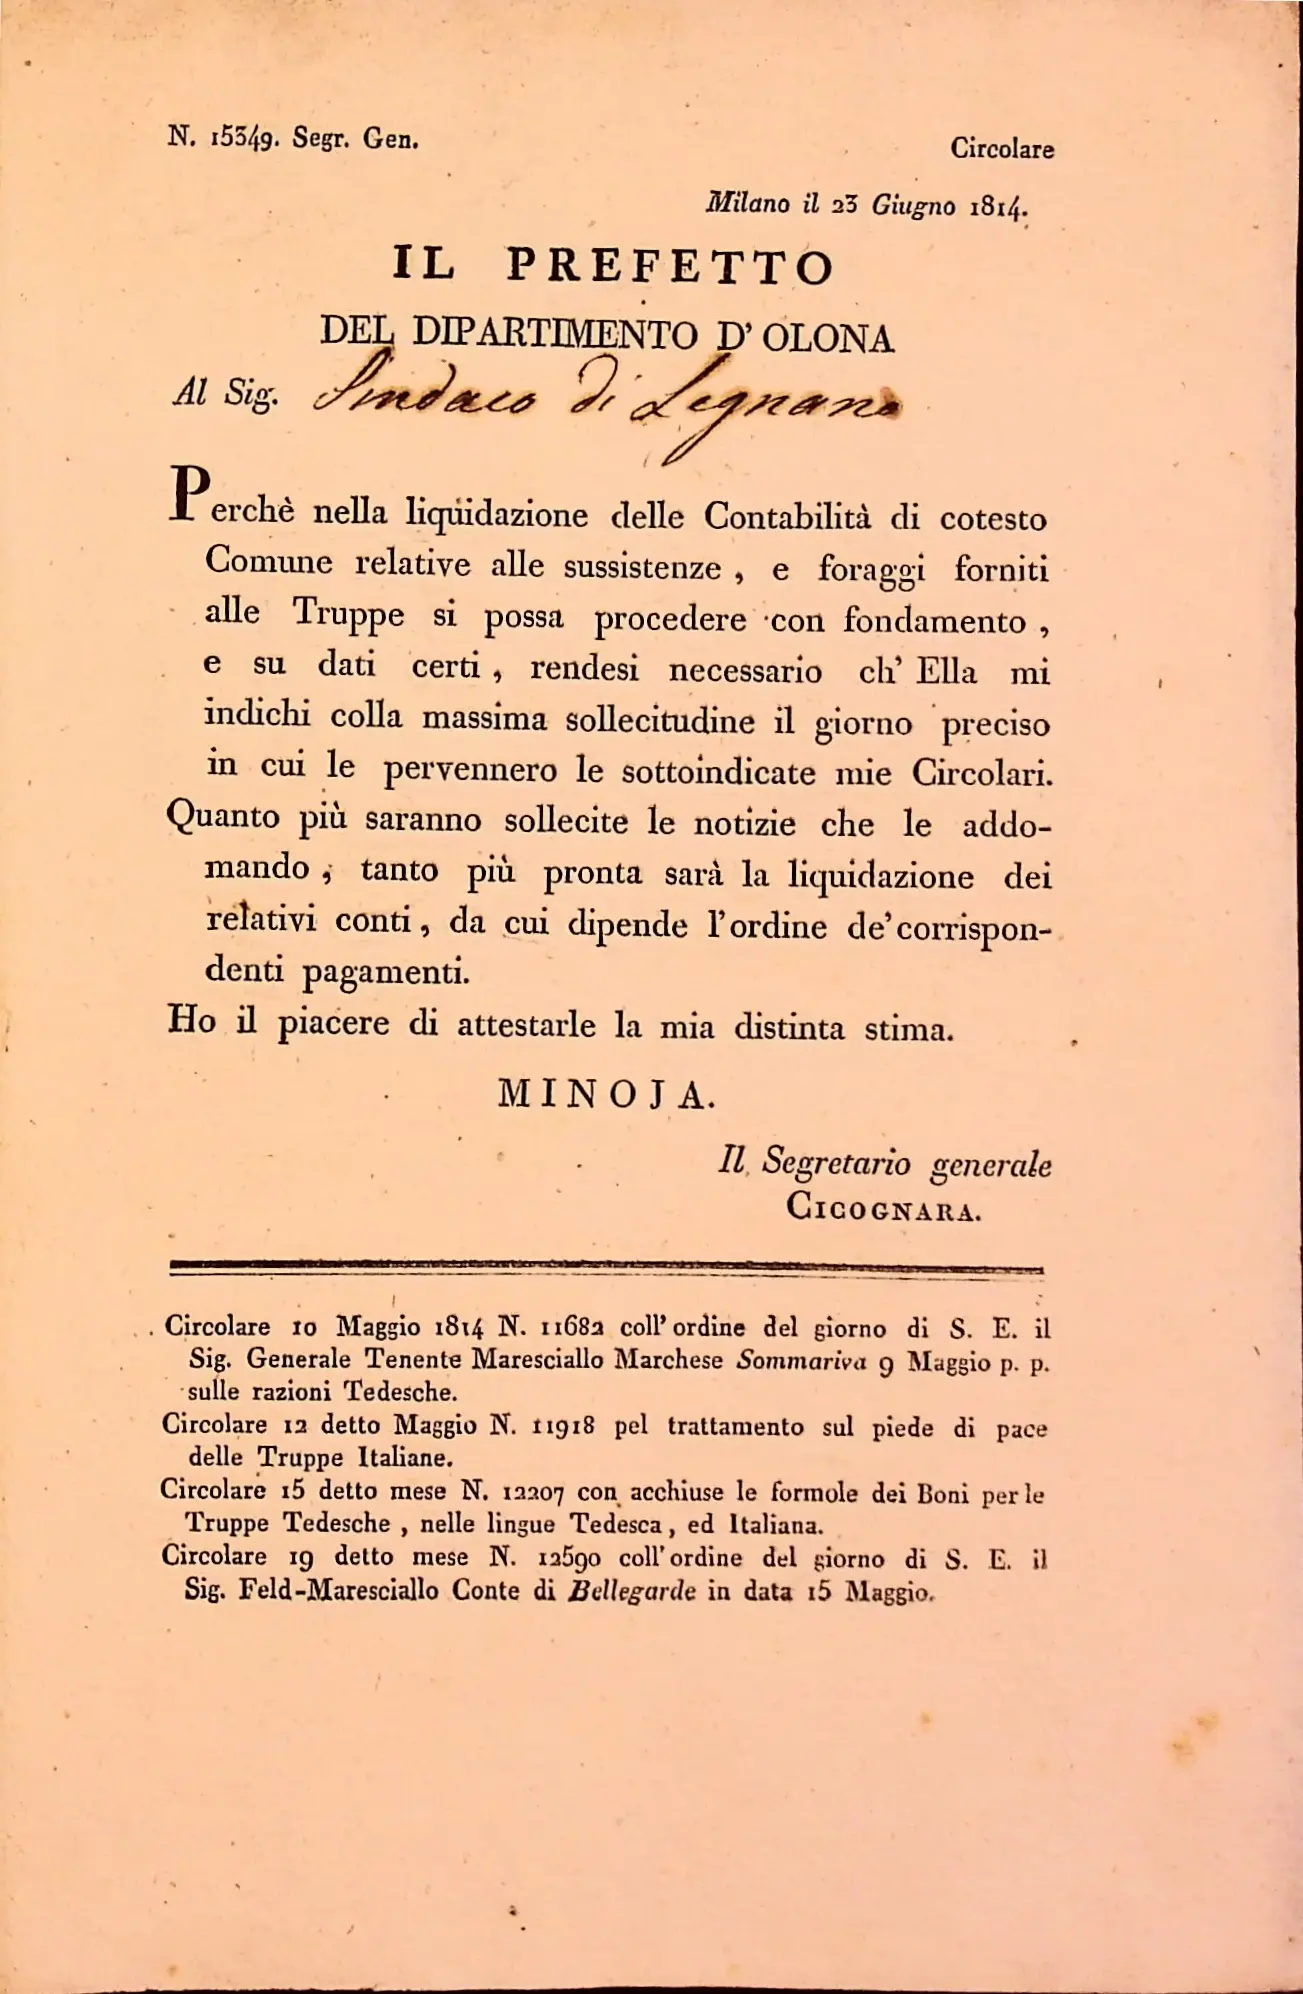 N. 15349. Segr. Gen.
Circolare
Milano il 23 Giugno 1814.
IL PREFETTO
DEL DIPARTIMENTO D' OLONA
Al Sig. Sindaco di Legnano
Perchè nella liquidazione delle Contabilità di cotesto
Comune relative alle sussistenze, e foraggi forniti
alle Truppe si possa procedere con fondamento,
e su dati certi, rendesi necessario ch' Ella mi
indichi colla massima sollecitudine il giorno preciso
in cui le pervennero le sottoindicate mie Circolari.
Quanto più saranno sollecite le notizie che le addo-
mando, tanto più pronta sarà la liquidazione dei
relativi conti, da cui dipende l'ordine de' corrispon-
denti pagamenti.
Ho il piacere di attestarle la mia distinta stima.
MINOJA.
Il Segretario generale
CICOGNARA.
Circolare 10 Maggio 1814 N. 11682 coll' ordine del giorno di S. E. il
Sig. Generale Tenente Maresciallo Marchese Sommariva 9 Maggio p. p.
sulle razioni Tedesche.
Circolare 12 detto Maggio N. 11918 pel trattamento sul piede di pace
delle Truppe Italiane.
Circolare 15 detto mese N. 12207 con acchiuse le formole dei Boni per le
Truppe Tedesche, nelle lingue Tedesca, ed Italiana.
Circolare 19 detto mese N. 12590 coll' ordine del giorno di S. E. il
Sig. Feld-Maresciallo Conte di Bellegarde in data 15 Maggio.